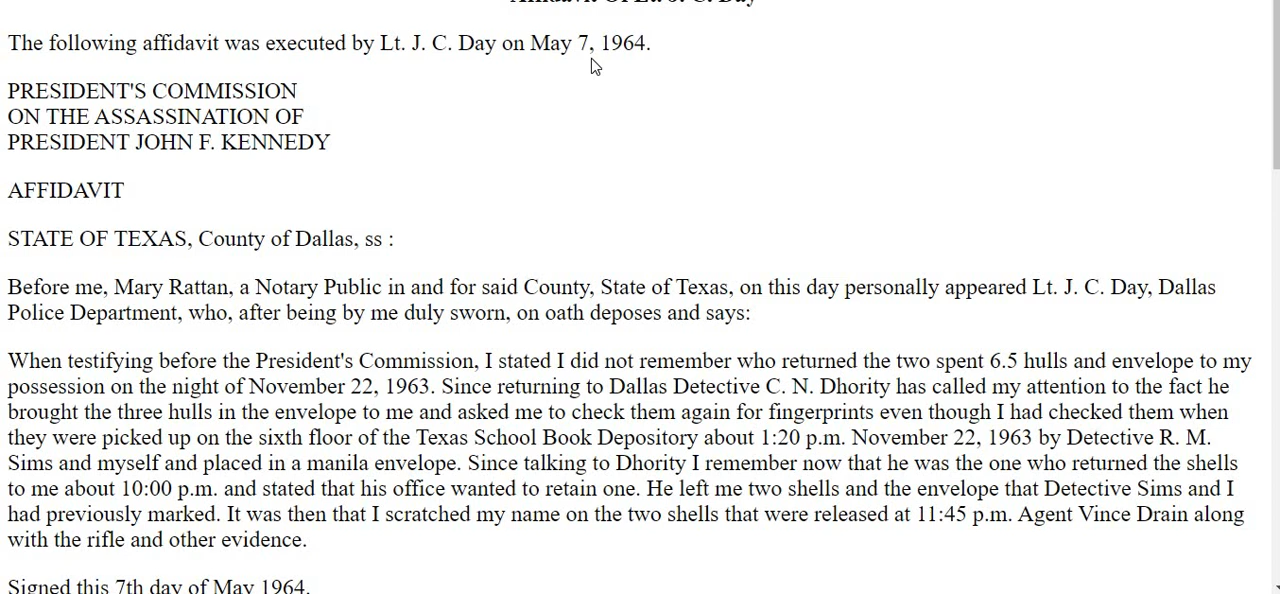 Affidavit Of Lt. J. C. Day
The following affidavit was executed by Lt. J. C. Day on May 7, 1964.
PRESIDENT'S COMMISSION
ON THE ASSASSINATION OF
PRESIDENT JOHN F. KENNEDY
AFFIDAVIT
STATE OF TEXAS, County of Dallas, ss :
Before me, Mary Rattan, a Notary Public in and for said County, State of Texas, on this day personally appeared Lt. J. C. Day, Dallas
Police Department, who, after being by me duly sworn, on oath deposes and says:
When testifying before the President's Commission, I stated I did not remember who returned the two spent 6.5 hulls and envelope to my
possession on the night of November 22, 1963. Since returning to Dallas Detective C. N. Dhority has called my attention to the fact he
brought the three hulls in the envelope to me and asked me to check them again for fingerprints even though I had checked them when
they were picked up on the sixth floor of the Texas School Book Depository about 1:20 p.m. November 22, 1963 by Detective R. M.
Sims and myself and placed in a manila envelope. Since talking to Dhority I remember now that he was the one who returned the shells
to me about 10:00 p.m. and stated that his office wanted to retain one. He left me two shells and the envelope that Detective Sims and I
had previously marked. It was then that I scratched my name on the two shells that were released at 11:45 p.m. Agent Vince Drain along
with the rifle and other evidence.
Signed this 7th day of May 1964.